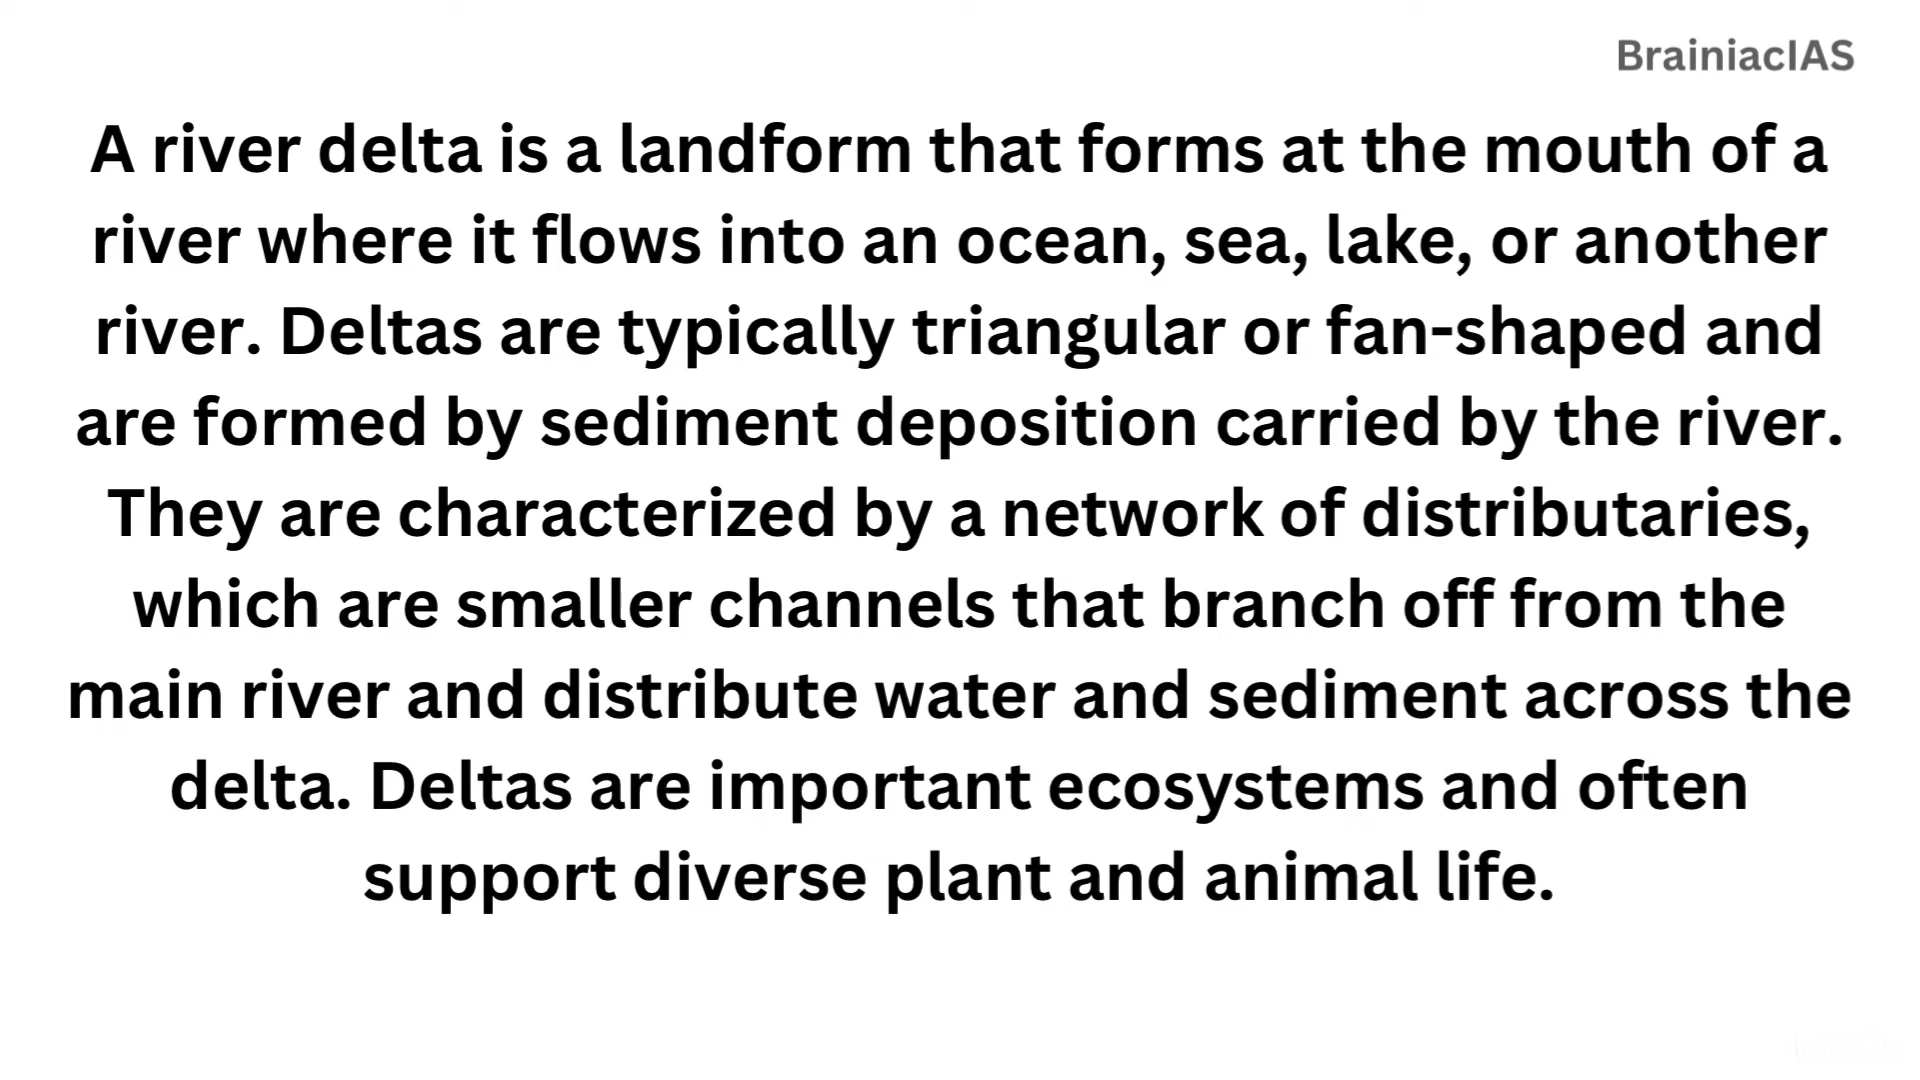 BrainiacIAS
A river delta is a landform that forms at the mouth of a
river where it flows into an ocean, sea, lake, or another
river. Deltas are typically triangular or fan-shaped and
are formed by sediment deposition carried by the river.
They are characterized by a network of distributaries,
which are smaller channels that branch off from the
main river and distribute water and sediment across the
delta. Deltas are important ecosystems and often
support diverse plant and animal life.